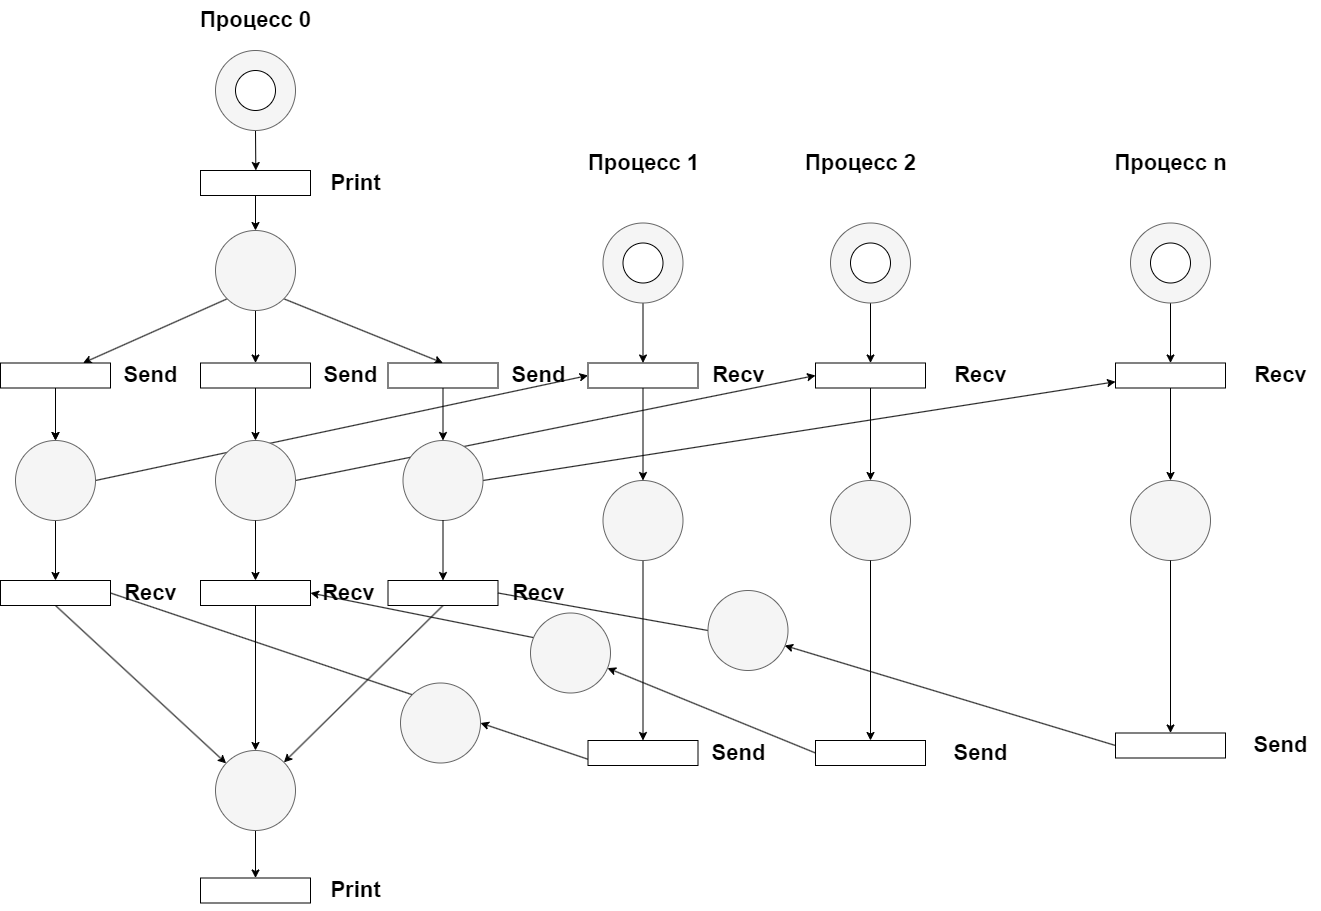 Процесс 0
Print
Процесс 1
Процесс 2
Процесс n
Send
Send
Send
Recv
Recv
Recv
Recv
Recv
Recv
Send
Send
Send
Print